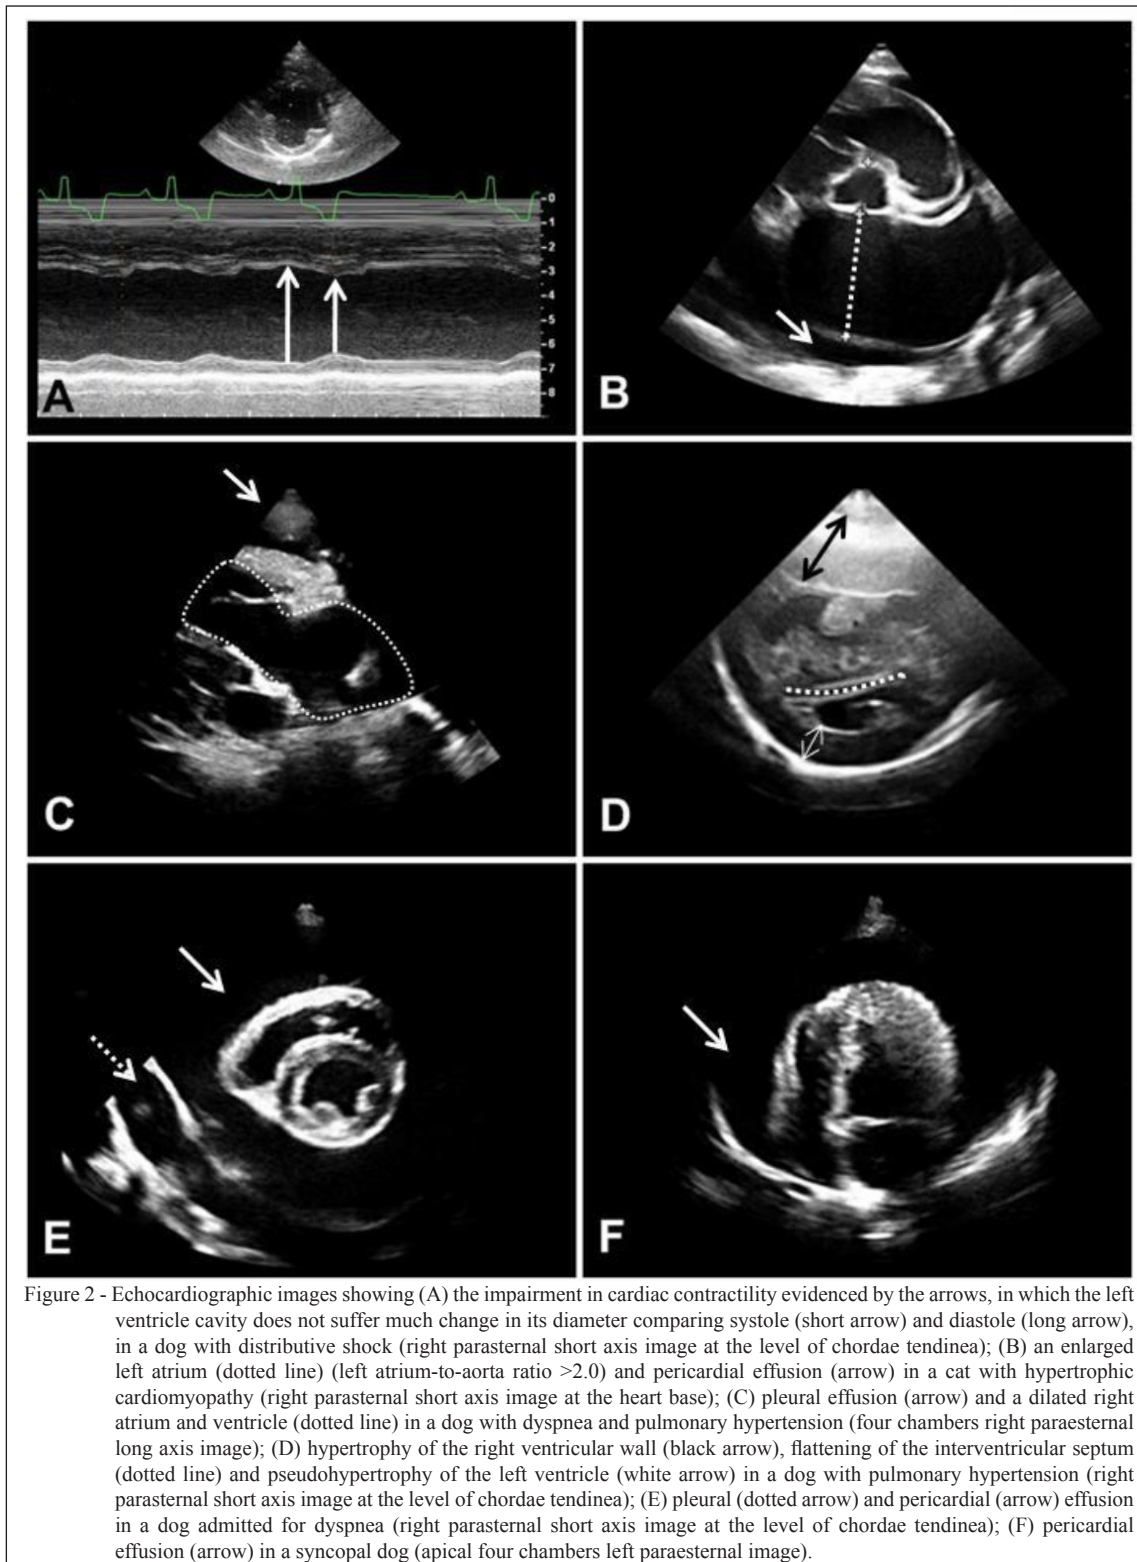 A
0
1
2
3
4
5
6
7
8
B
C
D
E
F
Figure 2 - Echocardiographic images showing (A) the impairment in cardiac contractility evidenced by the arrows, in which the left
ventricle cavity does not suffer much change in its diameter comparing systole (short arrow) and diastole (long arrow),
in a dog with distributive shock (right parasternal short axis image at the level of chordae tendinea); (B) an enlarged
left atrium (dotted line) (left atrium-to-aorta ratio >2.0) and pericardial effusion (arrow) in a cat with hypertrophic
cardiomyopathy (right parasternal short axis image at the heart base); (C) pleural effusion (arrow) and a dilated right
atrium and ventricle (dotted line) in a dog with dyspnea and pulmonary hypertension (four chambers right paraesternal
long axis image); (D) hypertrophy of the right ventricular wall (black arrow), flattening of the interventricular septum
(dotted line) and pseudohypertrophy of the left ventricle (white arrow) in a dog with pulmonary hypertension (right
parasternal short axis image at the level of chordae tendinea); (E) pleural (dotted arrow) and pericardial (arrow) effusion
in a dog admitted for dyspnea (right parasternal short axis image at the level of chordae tendinea); (F) pericardial
effusion (arrow) in a syncopal dog (apical four chambers left paraesternal image).